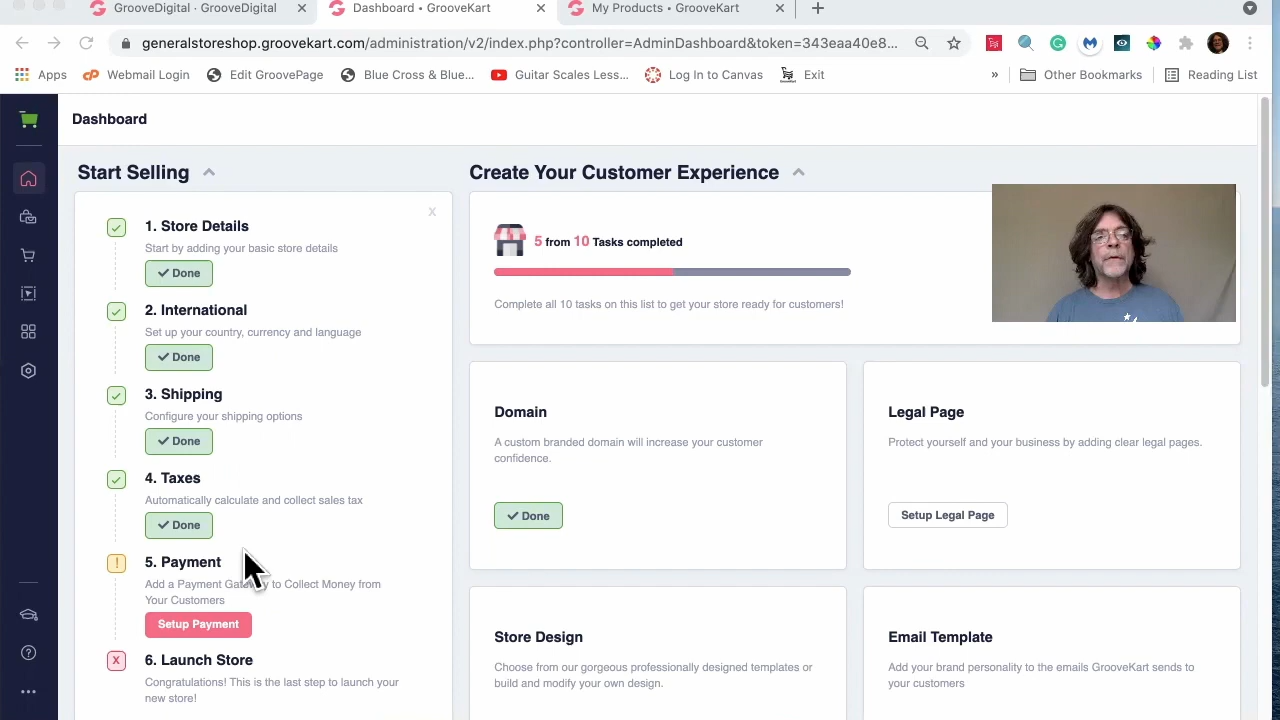 GrooveDigital · GrooveDigital
Dashboard • GrooveKart
My Products • GrooveKart
generalstoreshop.groovekart.com/administration/v2/index.php?controller=AdminDashboard&token=343eaa40e8...
Apps
Webmail Login
Edit GroovePage
Blue Cross & Blue...
Guitar Scales Less...
Log In to Canvas
Exit
»
Other Bookmarks
Reading List
Dashboard
Start Selling
X
1. Store Details
Start by adding your basic store details
Done
2. International
Set up your country, currency and language
Done
3. Shipping
Configure your shipping options
Done
4. Taxes
Automatically calculate and collect sales tax
Done
! 5. Payment
Add a Payment to Collect Money from
Your Customers
Setup Payment
X 6. Launch Store
Congratulations! This is the last step to launch your
new store!
Create Your Customer Experience
5 from 10 Tasks completed
Complete all 10 tasks on this list to get your store ready for customers!
Domain
A custom branded domain will increase your customer
confidence.
Done
Legal Page
Protect yourself and your business by adding clear legal pages.
Setup Legal Page
Store Design
Choose from our gorgeous professionally designed templates or
build and modify your own design.
Email Template
Add your brand personality to the emails GrooveKart sends to
your customers